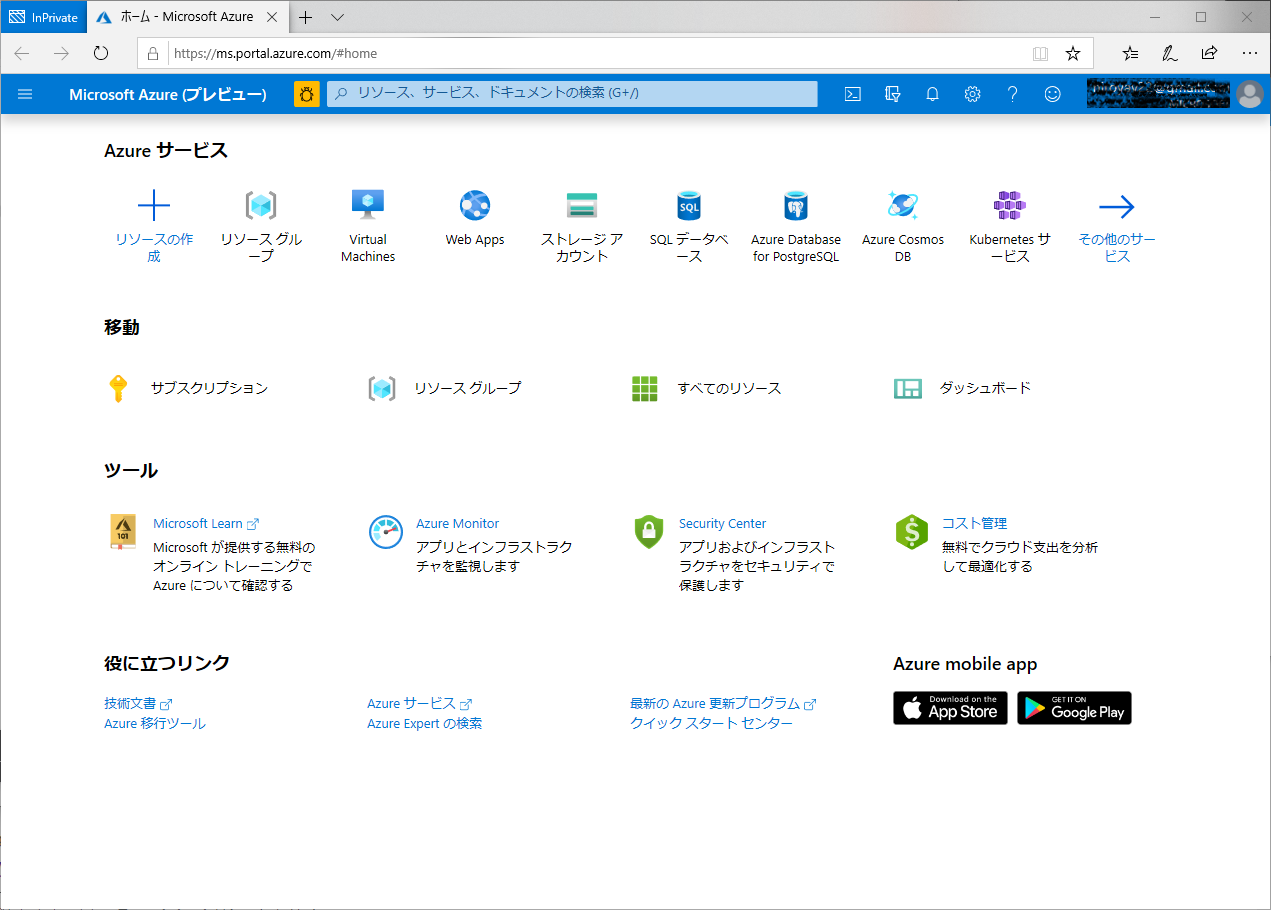 InPrivate
ホーム - Microsoft Azure
https://ms.portal.azure.com/#home
Microsoft Azure (プレビュー)
リソース、サービス、ドキュメントの検索 (G+/)
Azure サービス
リソースの作
成
リソース グル
ープ
Virtual
Machines
Web Apps
ストレージ ア
カウント
SQL
SQL データベ
ース
Azure Database
for PostgreSQL
Azure Cosmos
DB
Kubernetes サ
ービス
その他のサー
ビス
移動
サブスクリプション
リソース グループ
すべてのリソース
ダッシュボード
ツール
101
Microsoft Learn
Microsoft が提供する無料の
オンライン トレーニングで
Azure について確認する
Azure Monitor
アプリとインフラストラク
チャを監視します
Security Center
アプリおよびインフラスト
ラクチャをセキュリティで
保護します
コスト管理
無料でクラウド支出を分析
して最適化する
役に立つリンク
技術文書
Azure サービス
最新の Azure 更新プログラム
Azure 移行ツール
Azure Expert の検索
クイック スタート センター
Azure mobile app
Download on the
App Store
GET IT ON
Google Play